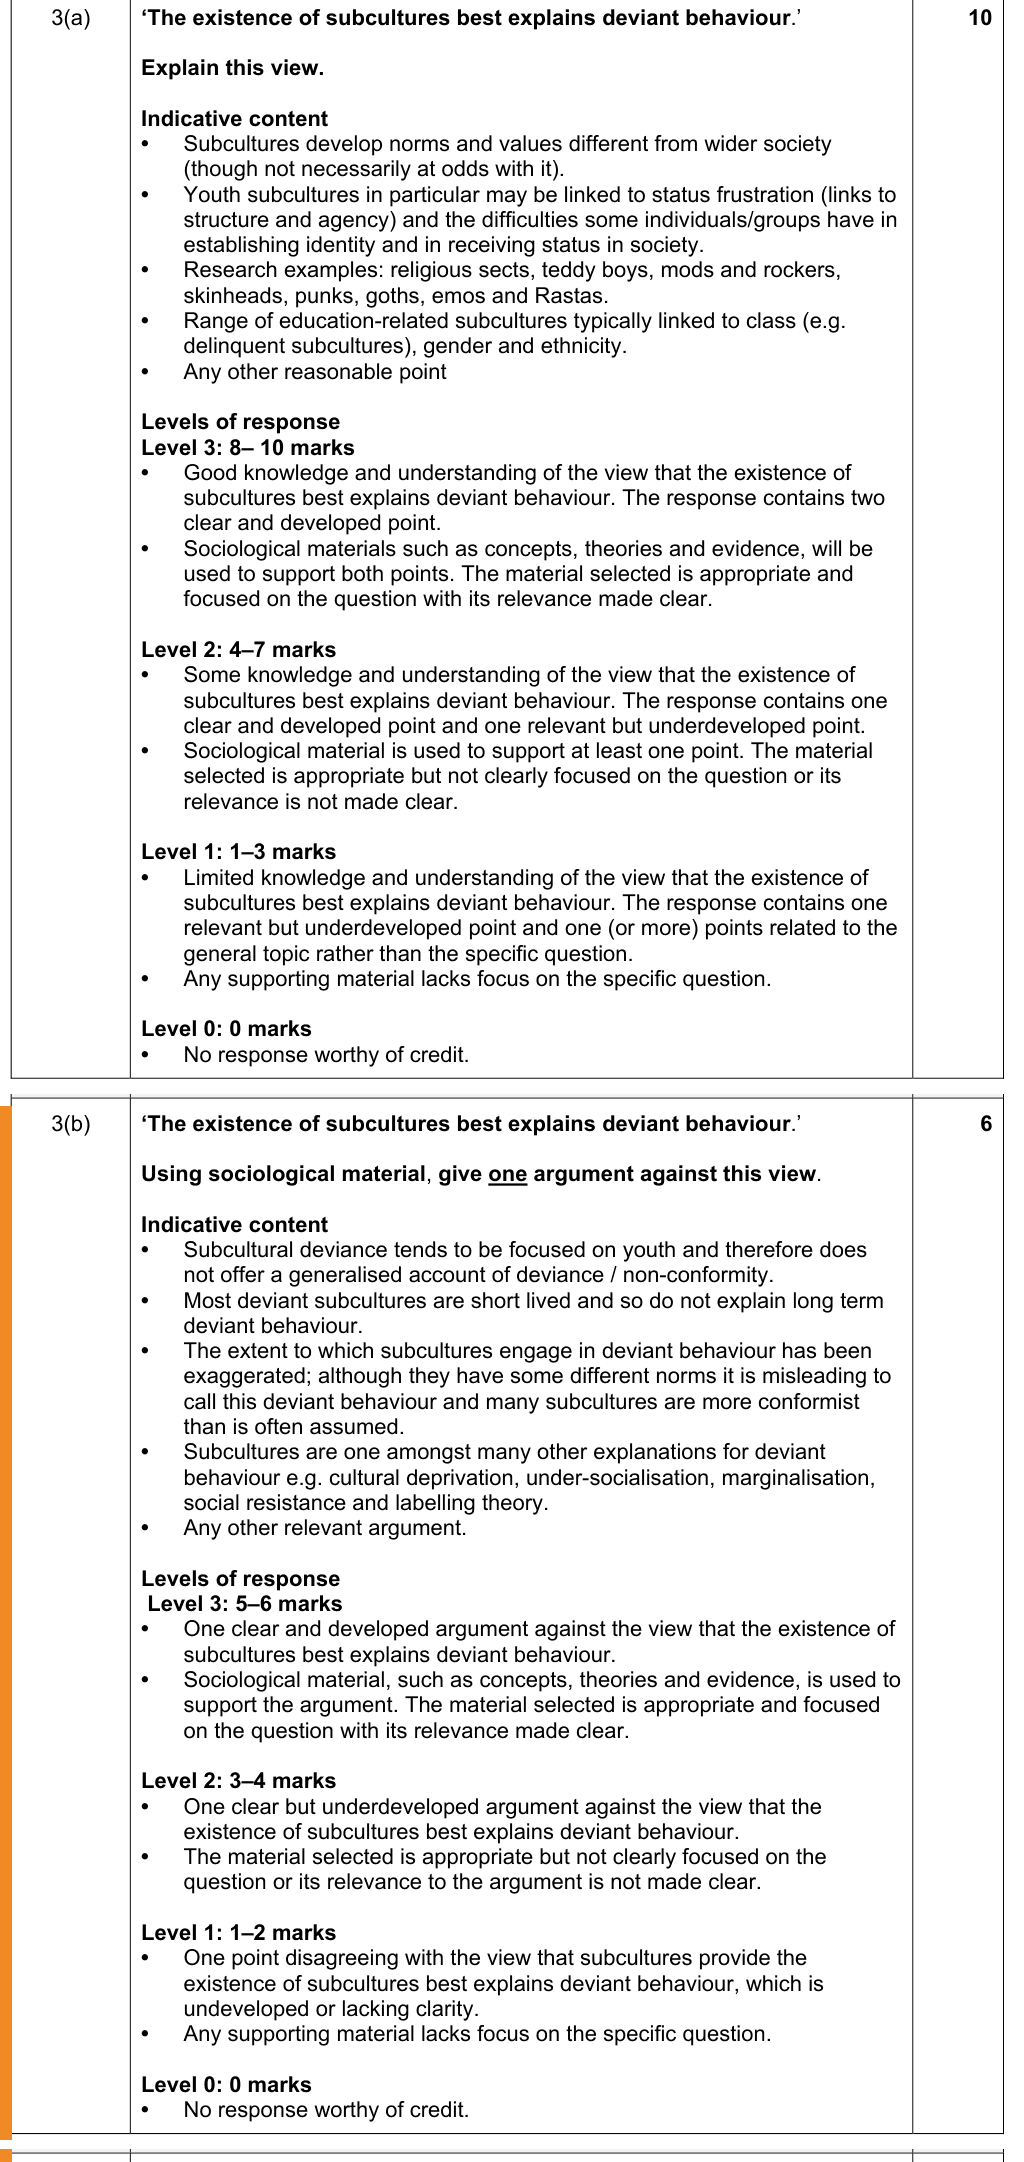 3(a) ‘The existence of subcultures best explains deviant behaviour.’ 10
Explain this view.
Indicative content
• Subcultures develop norms and values different from wider society
(though not necessarily at odds with it).
• Youth subcultures in particular may be linked to status frustration (links to
structure and agency) and the difficulties some individuals/groups have in
establishing identity and in receiving status in society.
• Research examples: religious sects, teddy boys, mods and rockers,
skinheads, punks, goths, emos and Rastas.
• Range of education-related subcultures typically linked to class (e.g.
delinquent subcultures), gender and ethnicity.
• Any other reasonable point
Levels of response
Level 3: 8– 10 marks
• Good knowledge and understanding of the view that the existence of
subcultures best explains deviant behaviour. The response contains two
clear and developed point.
• Sociological materials such as concepts, theories and evidence, will be
used to support both points. The material selected is appropriate and
focused on the question with its relevance made clear.
Level 2: 4–7 marks
• Some knowledge and understanding of the view that the existence of
subcultures best explains deviant behaviour. The response contains one
clear and developed point and one relevant but underdeveloped point.
• Sociological material is used to support at least one point. The material
selected is appropriate but not clearly focused on the question or its
relevance is not made clear.
Level 1: 1–3 marks
• Limited knowledge and understanding of the view that the existence of
subcultures best explains deviant behaviour. The response contains one
relevant but underdeveloped point and one (or more) points related to the
general topic rather than the specific question.
• Any supporting material lacks focus on the specific question.
Level 0: 0 marks
• No response worthy of credit.
3(b) ‘The existence of subcultures best explains deviant behaviour.’ 6
Using sociological material, give one argument against this view.
Indicative content
• Subcultural deviance tends to be focused on youth and therefore does
not offer a generalised account of deviance / non-conformity.
• Most deviant subcultures are short lived and so do not explain long term
deviant behaviour.
• The extent to which subcultures engage in deviant behaviour has been
exaggerated; although they have some different norms it is misleading to
call this deviant behaviour and many subcultures are more conformist
than is often assumed.
• Subcultures are one amongst many other explanations for deviant
behaviour e.g. cultural deprivation, under-socialisation, marginalisation,
social resistance and labelling theory.
• Any other relevant argument.
Levels of response
Level 3: 5–6 marks
• One clear and developed argument against the view that the existence of
subcultures best explains deviant behaviour.
• Sociological material, such as concepts, theories and evidence, is used to
support the argument. The material selected is appropriate and focused
on the question with its relevance made clear.
Level 2: 3–4 marks
• One clear but underdeveloped argument against the view that the
existence of subcultures best explains deviant behaviour.
• The material selected is appropriate but not clearly focused on the
question or its relevance to the argument is not made clear.
Level 1: 1–2 marks
• One point disagreeing with the view that subcultures provide the
existence of subcultures best explains deviant behaviour, which is
undeveloped or lacking clarity.
• Any supporting material lacks focus on the specific question.
Level 0: 0 marks
• No response worthy of credit.